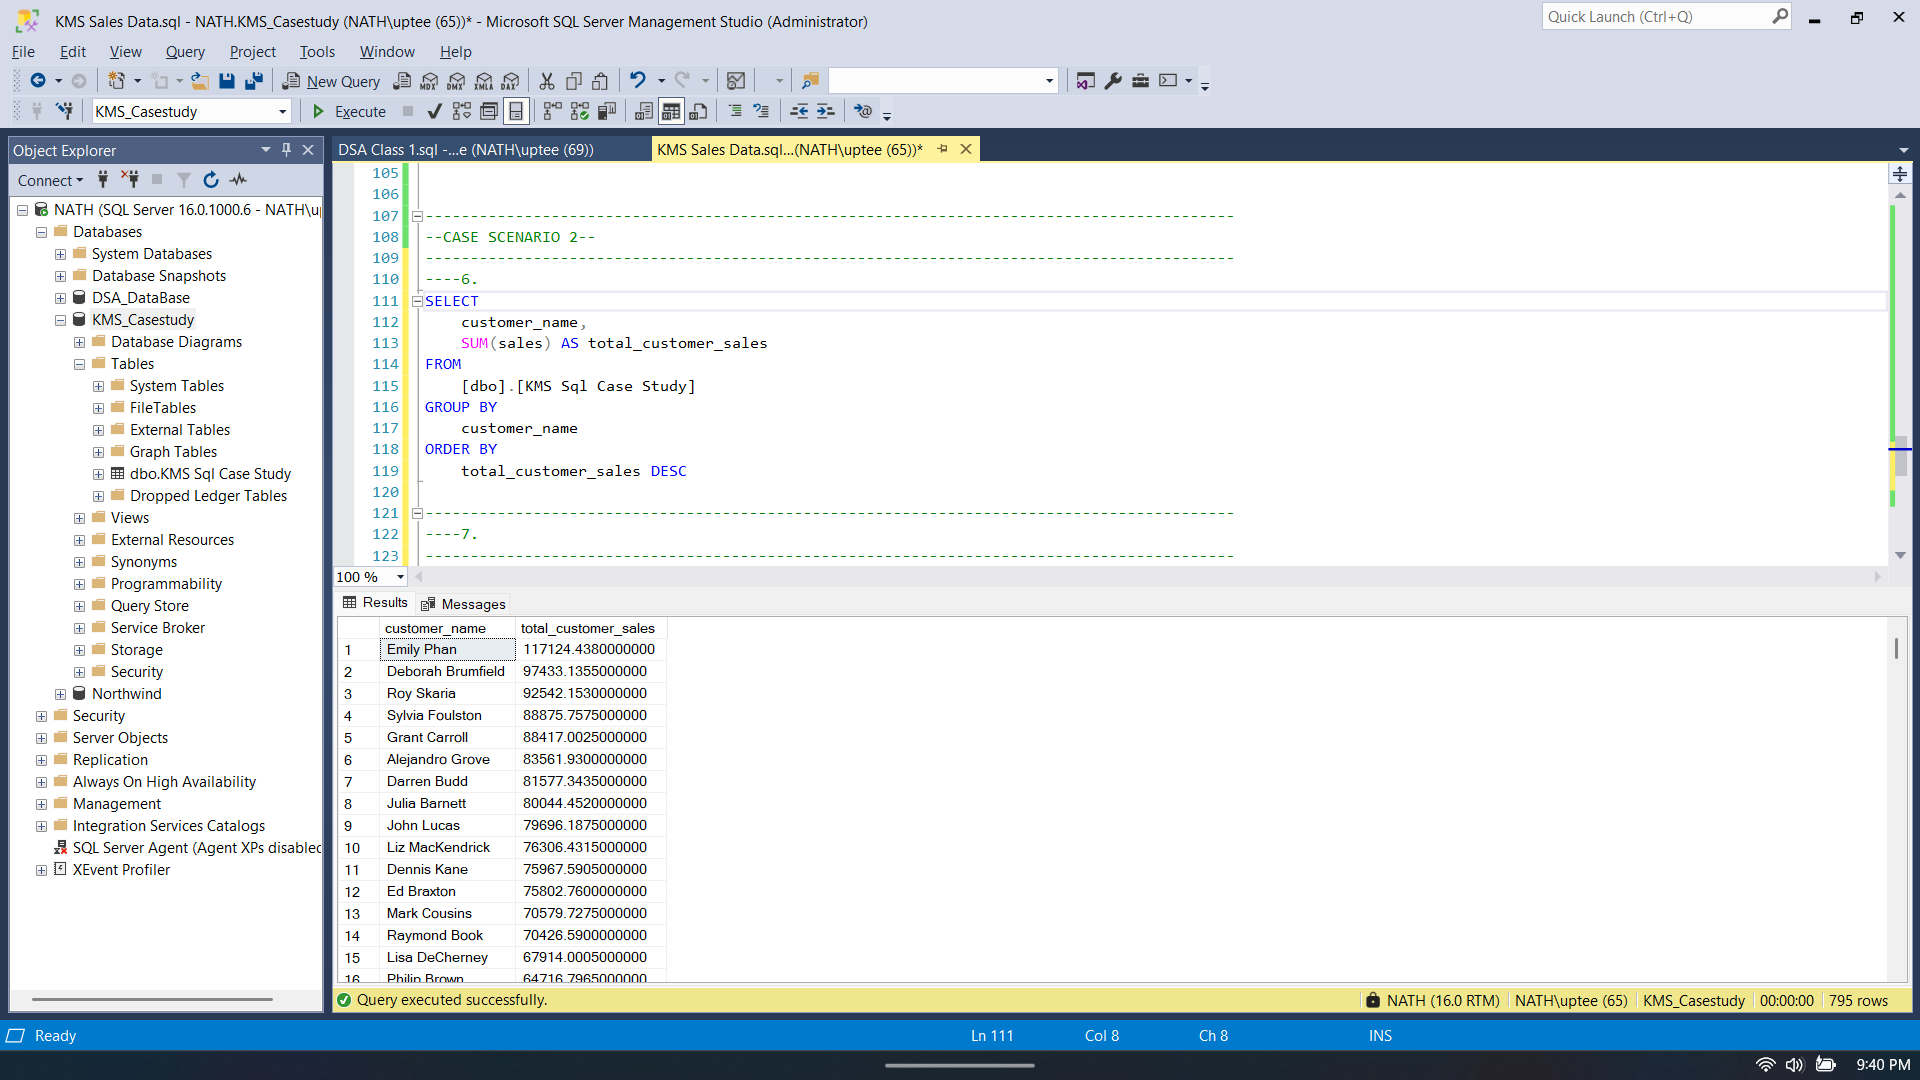 KMS Sales Data.sql - NATH.KMS_Casestudy (NATH\uptee (65))* - Microsoft SQL Server Management Studio (Administrator)
Quick Launch (Ctrl+Q)
File Edit View Query Project Tools Window Help
New Query MDX DMX XMLA DAX
KMS_Casestudy Execute
Object Explorer
Connect
NATH (SQL Server 16.0.1000.6 - NATH\up
Databases
System Databases
Database Snapshots
DSA_DataBase
KMS_Casestudy
Database Diagrams
Tables
System Tables
FileTables
External Tables
Graph Tables
dbo.KMS Sql Case Study
Dropped Ledger Tables
Views
External Resources
Synonyms
Programmability
Query Store
Service Broker
Storage
Security
Northwind
Security
Server Objects
Replication
Always On High Availability
Management
Integration Services Catalogs
SQL Server Agent (Agent XPs disabled
XEvent Profiler
DSA Class 1.sql -...e (NATH\uptee (69))
KMS Sales Data.sql...(NATH\uptee (65))*
105
106
107 ------------------------------------------------------------------------------------------
108 --CASE SCENARIO 2--
109 ------------------------------------------------------------------------------------------
110 ----6.
111 SELECT
112 customer_name,
113 SUM(sales) AS total_customer_sales
114 FROM
115 [dbo].[KMS Sql Case Study]
116 GROUP BY
117 customer_name
118 ORDER BY
119 total_customer_sales DESC
120
121 ------------------------------------------------------------------------------------------
122 ----7.
123 ------------------------------------------------------------------------------------------
100 %
Results Messages
customer_name total_customer_sales
1 Emily Phan 117124.4380000000
2 Deborah Brumfield 97433.1355000000
3 Roy Skaria 92542.1530000000
4 Sylvia Foulston 88875.7575000000
5 Grant Carroll 88417.0025000000
6 Alejandro Grove 83561.9300000000
7 Darren Budd 81577.3435000000
8 Julia Barnett 80044.4520000000
9 John Lucas 79696.1875000000
10 Liz MacKendrick 76306.4315000000
11 Dennis Kane 75967.5905000000
12 Ed Braxton 75802.7600000000
13 Mark Cousins 70579.7275000000
14 Raymond Book 70426.5900000000
15 Lisa DeCherney 67914.0005000000
16 Philip Brown 64716.7965000000
Query executed successfully.
NATH (16.0 RTM) NATH\uptee (65) KMS_Casestudy 00:00:00 795 rows
Ready Ln 111 Col 8 Ch 8 INS
9:40 PM